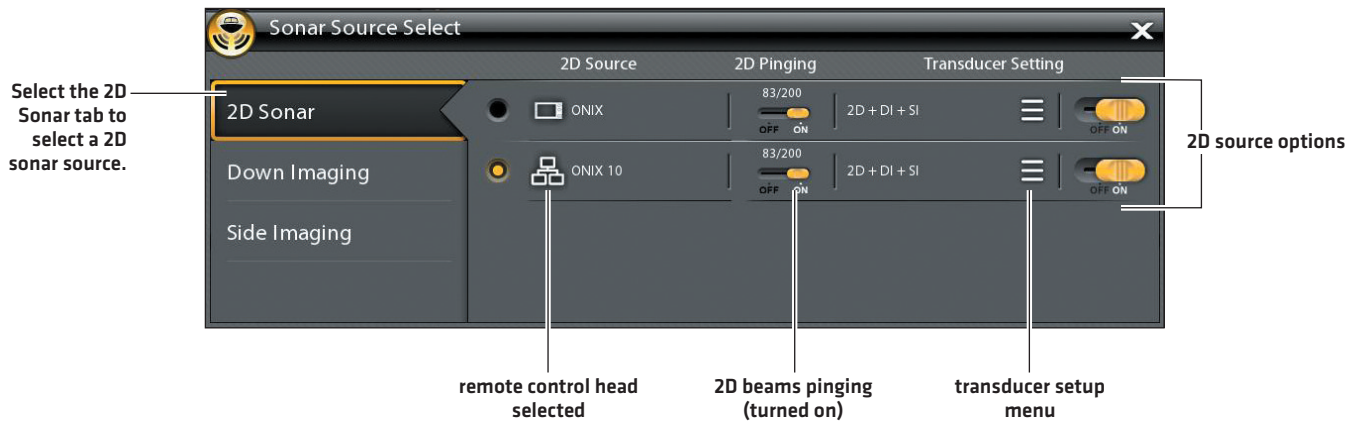 Sonar Source Select
2D Source 2D Pinging Transducer Setting
Select the 2D
Sonar tab to
select a 2D
sonar source.
2D Sonar
ONIX
83/200
OFF ON
2D + DI + SI
OFF ON
2D source options
Down Imaging
ONIX 10
83/200
OFF ON
2D + DI + SI
OFF ON
Side Imaging
remote control head
selected
2D beams pinging
(turned on)
transducer setup
menu